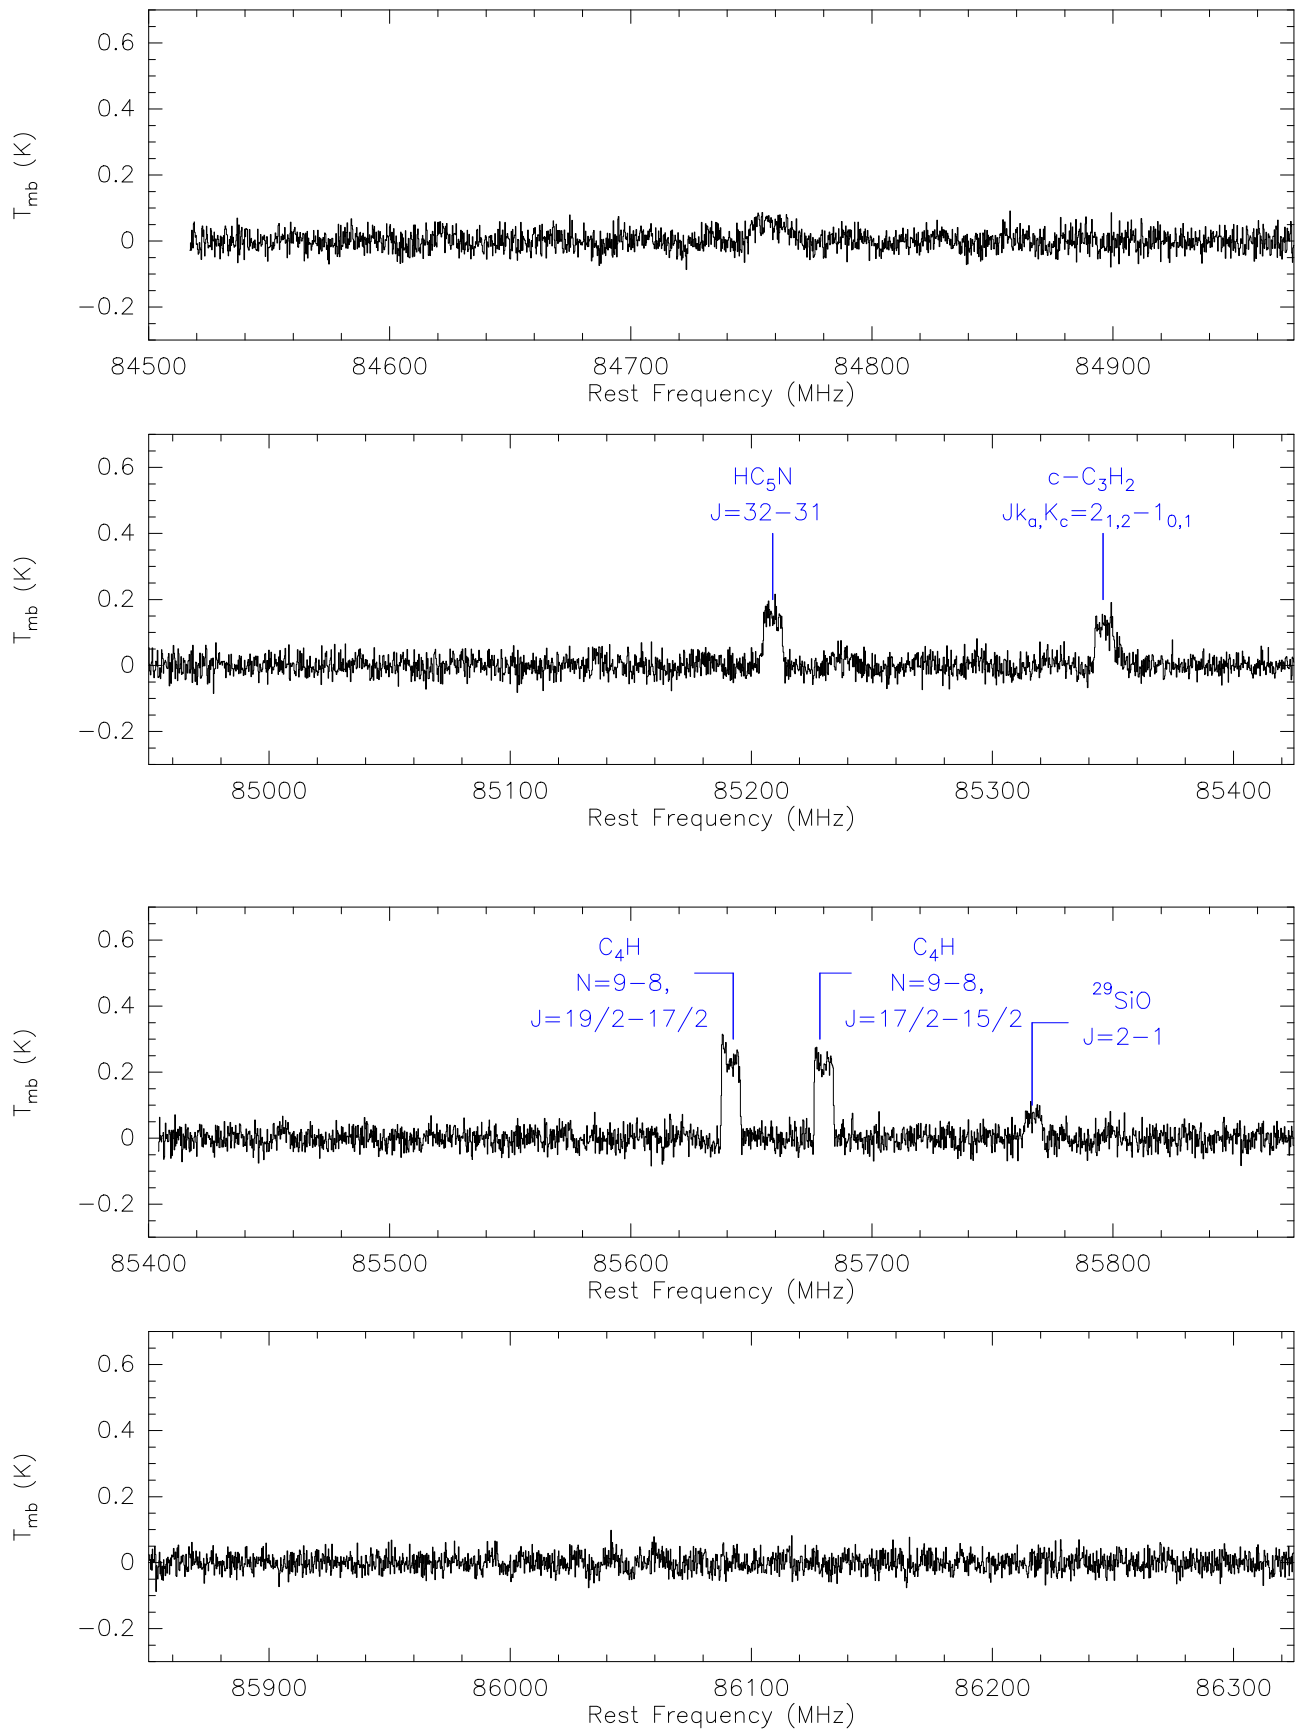 0.6
0.4
0.2
0
−0.2
T_mb (K)
84500 84600 84700 84800 84900
Rest Frequency (MHz)
HC₅N
J=32−31
c−C₃H₂
Jk_a,K_c=2₁,₂−1₀,₁
0.6
0.4
0.2
0
−0.2
T_mb (K)
85000 85100 85200 85300 85400
Rest Frequency (MHz)
C₄H
N=9−8,
J=19/2−17/2
C₄H
N=9−8,
J=17/2−15/2
²⁹SiO
J=2−1
0.6
0.4
0.2
0
−0.2
T_mb (K)
85400 85500 85600 85700 85800
Rest Frequency (MHz)
0.6
0.4
0.2
0
−0.2
T_mb (K)
85900 86000 86100 86200 86300
Rest Frequency (MHz)